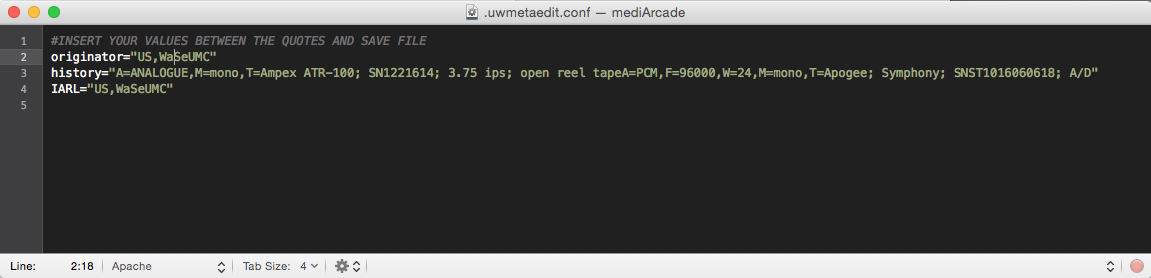 .uwmetaedit.conf — mediArcade
1 #INSERT YOUR VALUES BETWEEN THE QUOTES AND SAVE FILE
2 originator="US,WaSeUMC"
3 history="A=ANALOGUE,M=mono,T=Ampex ATR-100; SN1221614; 3.75 ips; open reel tapeA=PCM,F=96000,W=24,M=mono,T=Apogee; Symphony; SNST1016060618; A/D"
4 IARL="US,WaSeUMC"
5
Line: 2:18 Apache Tab Size: 4